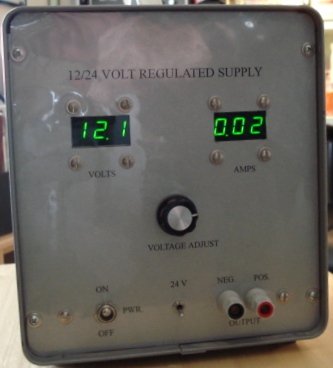 12/24 VOLT REGULATED SUPPLY
12.1
0.02
VOLTS
AMPS
VOLTAGE ADJUST
ON
24 V
NEG.
POS.
PWR.
OFF
OUTPUT